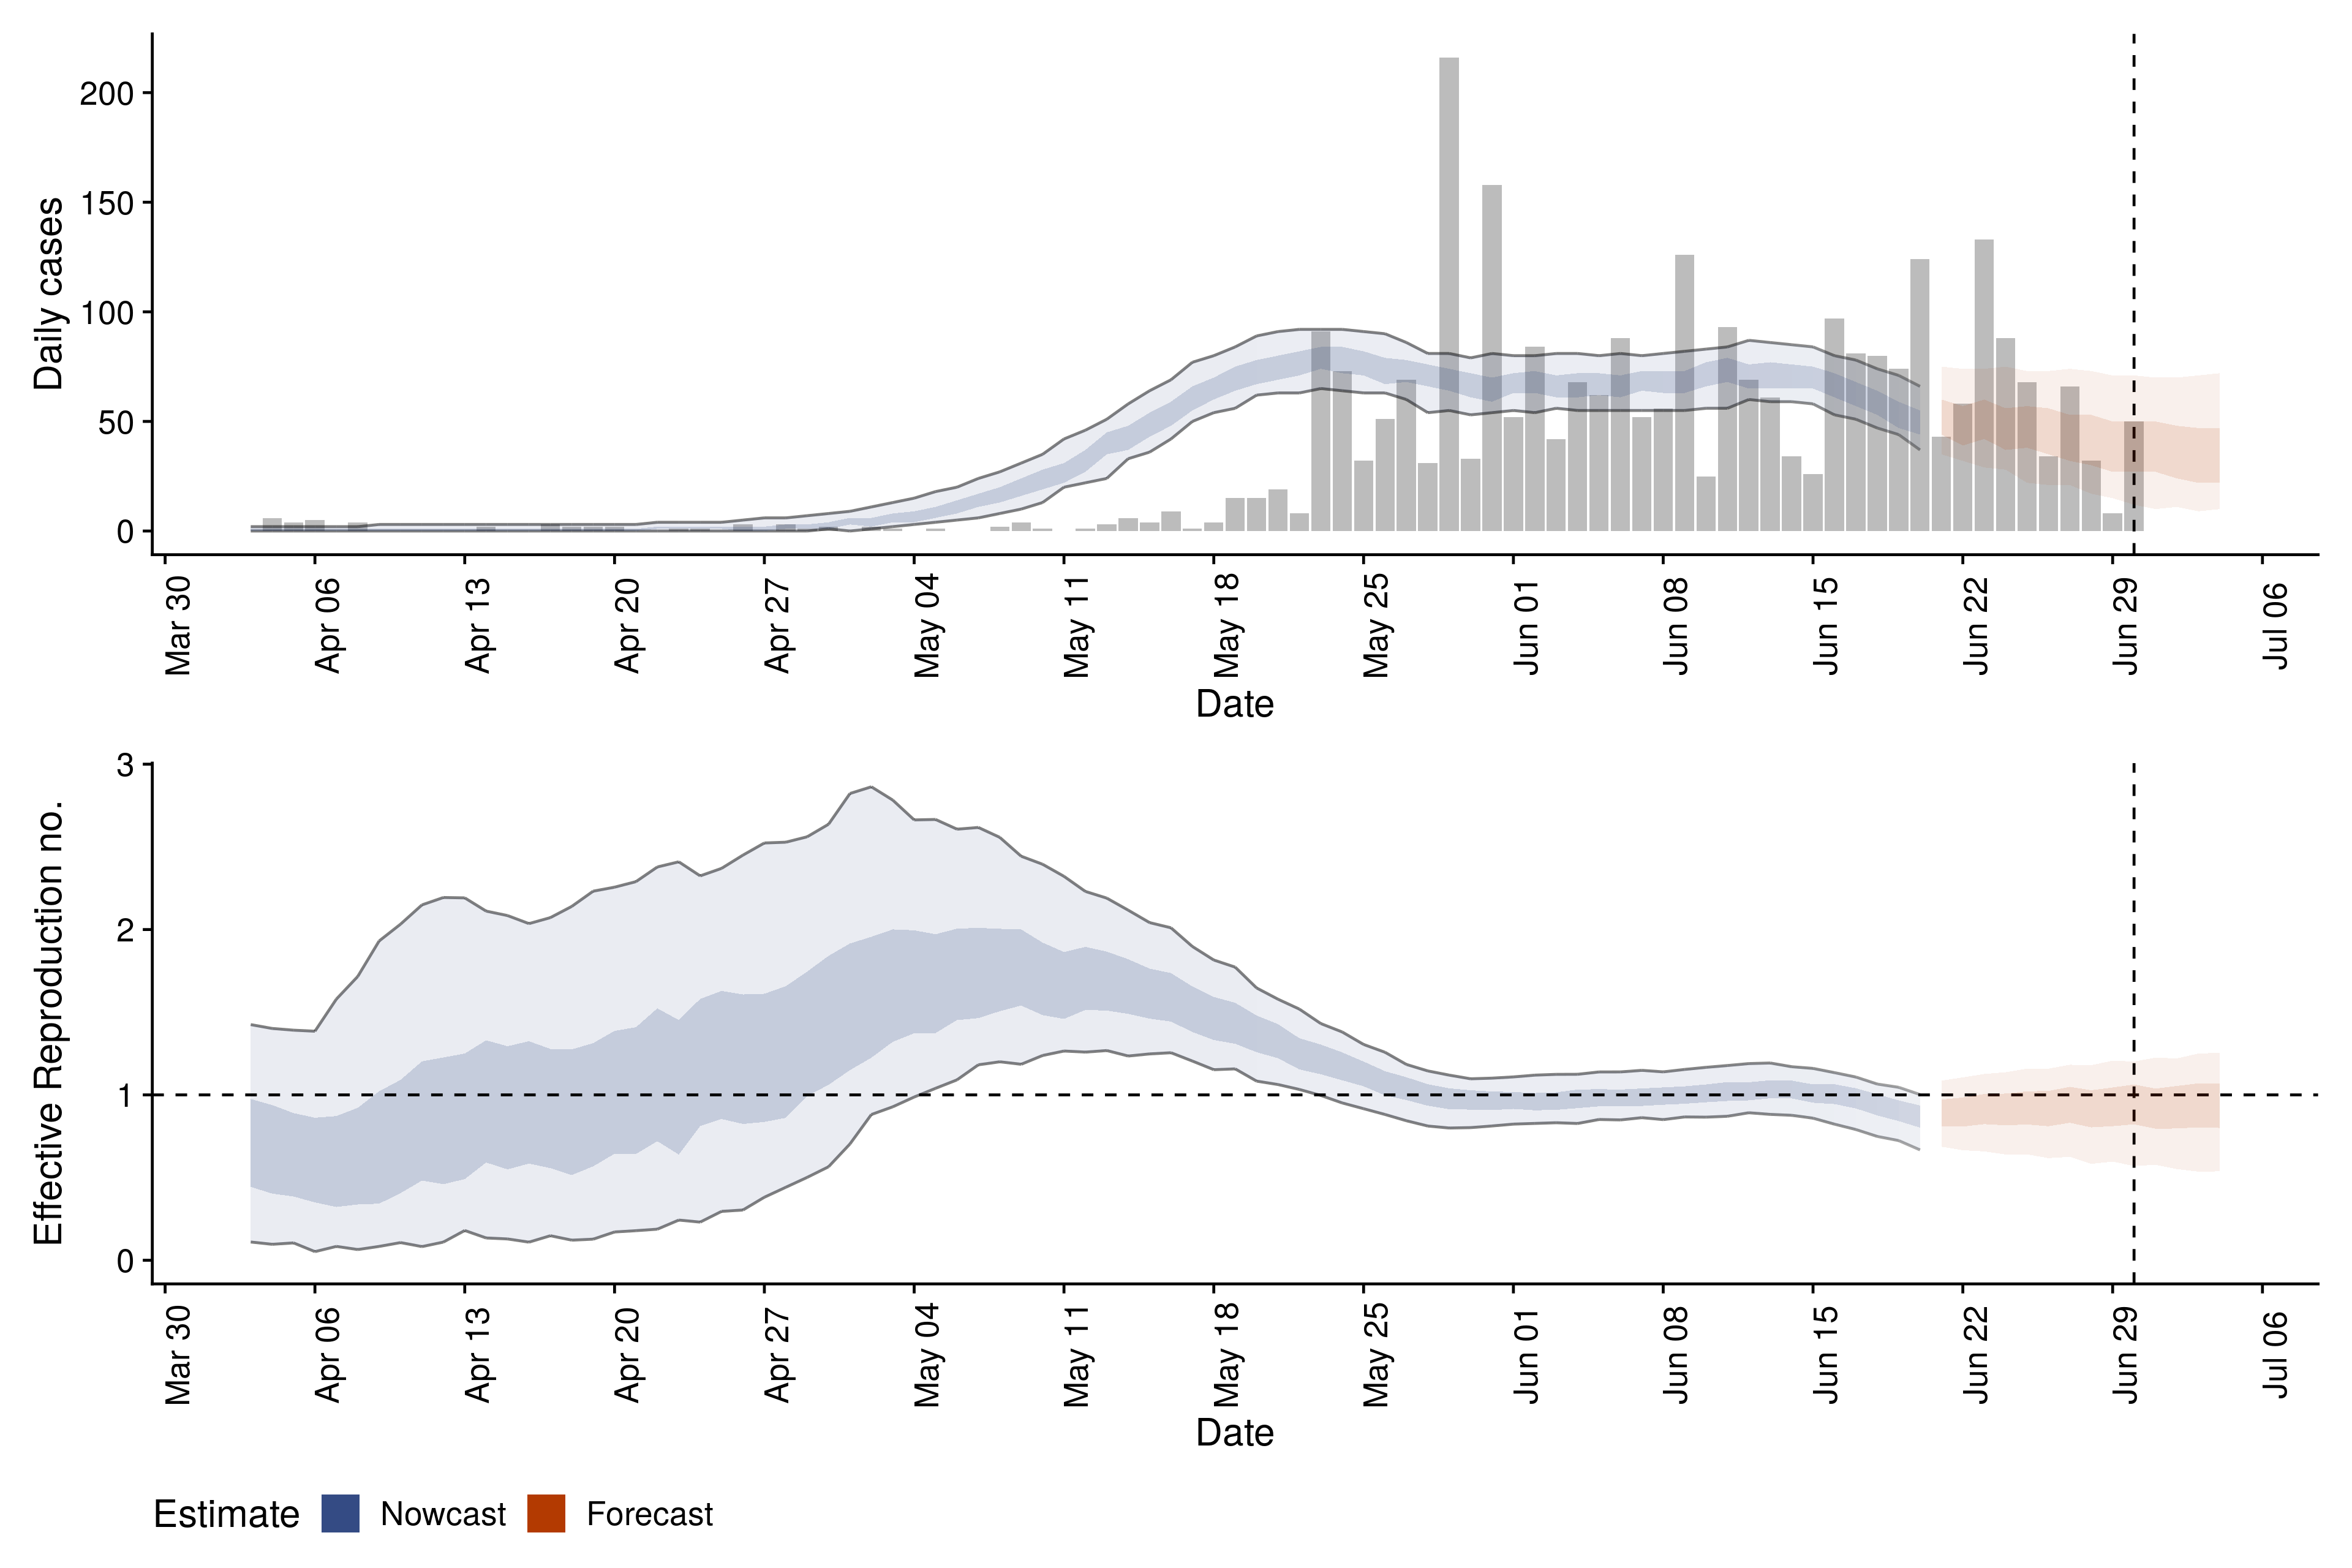 Daily cases
200
150
100
50
0
Mar 30
Apr 06
Apr 13
Apr 20
Apr 27
May 04
May 11
May 18
May 25
Jun 01
Jun 08
Jun 15
Jun 22
Jun 29
Jul 06
Date
Effective Reproduction no.
3
2
1
0
Mar 30
Apr 06
Apr 13
Apr 20
Apr 27
May 04
May 11
May 18
May 25
Jun 01
Jun 08
Jun 15
Jun 22
Jun 29
Jul 06
Date
Estimate Nowcast Forecast